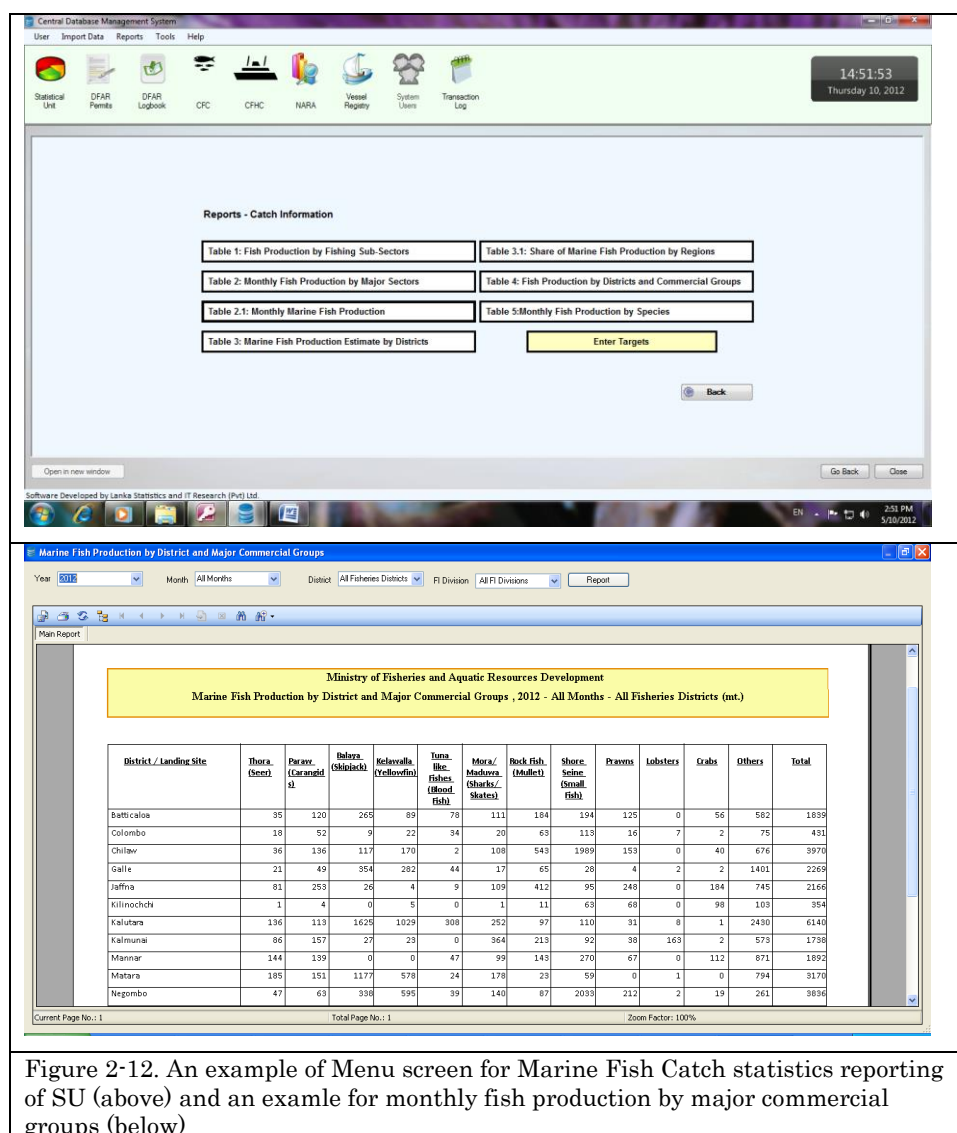 Central Database Management System
User Import Data Reports Tools Help
Statistical Unit
DFAR Permits
DFAR Logbook
CFC
CFHC
NARA
Vessel Registry
System Users
Transaction Log
14:51:53
Thursday 10, 2012
Reports - Catch Information
Table 1: Fish Production by Fishing Sub-Sectors
Table 3.1: Share of Marine Fish Production by Regions
Table 2: Monthly Fish Production by Major Sectors
Table 4: Fish Production by Districts and Commercial Groups
Table 2.1: Monthly Marine Fish Production
Table 5:Monthly Fish Production by Species
Table 3: Marine Fish Production Estimate by Districts
Enter Targets
Back
Open in new window
Go Back Close
Software Developed by Lanka Statistics and IT Research (Pvt) Ltd.
EN 2:51 PM
5/10/2012
Marine Fish Production by District and Major Commercial Groups
Year 2012 Month All Months District All Fisheries Districts FI Division All FI Divisions Report
Main Report
Ministry of Fisheries and Aquatic Resources Development
Marine Fish Production by District and Major Commercial Groups , 2012 - All Months - All Fisheries Districts (mt.)
District / Landing Site
Thora (Seer)
Paraw (Carangid s)
Balaya (Skipjack)
Kelawalla (Yellowfin)
Tuna like Fishes (Blood Fish)
Mora/ Maduwa (Sharks/ Skates)
Rock Fish (Mullet)
Shore Seine (Small Fish)
Prawns
Lobsters
Crabs
Others
Total
Batticaloa 35 120 265 89 78 111 184 194 125 0 56 582 1839
Colombo 18 52 9 22 34 20 63 113 16 7 2 75 431
Chilaw 36 136 117 170 2 108 543 1989 153 0 40 676 3970
Galle 21 49 354 282 44 17 65 28 4 2 2 1401 2269
Jaffna 81 253 26 4 9 109 412 95 248 0 184 745 2166
Kilinochchi 1 4 0 5 0 1 11 63 68 0 98 103 354
Kalutara 136 113 1625 1029 308 252 97 110 31 8 1 2430 6140
Kalmunai 86 157 27 23 0 364 213 92 38 163 2 573 1738
Mannar 144 139 0 0 47 99 143 270 67 0 112 871 1892
Matara 185 151 1177 578 24 178 23 59 0 1 0 794 3170
Negombo 47 63 338 595 39 140 87 2033 212 2 19 261 3836
Current Page No.: 1 Total Page No.: 1 Zoom Factor: 100%
Figure 2-12. An example of Menu screen for Marine Fish Catch statistics reporting
of SU (above) and an examle for monthly fish production by major commercial
groups (below)